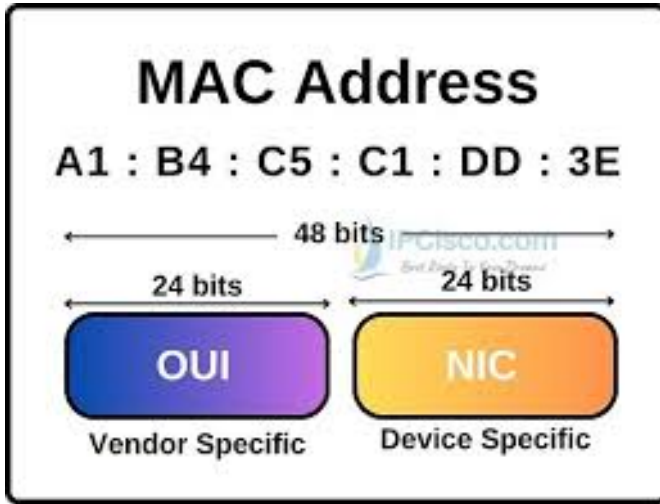 MAC Address
A1 : B4 : C5 : C1 : DD : 3E
48 bits
IPCisco.com
24 bits
24 bits
OUI
NIC
Vendor Specific
Device Specific